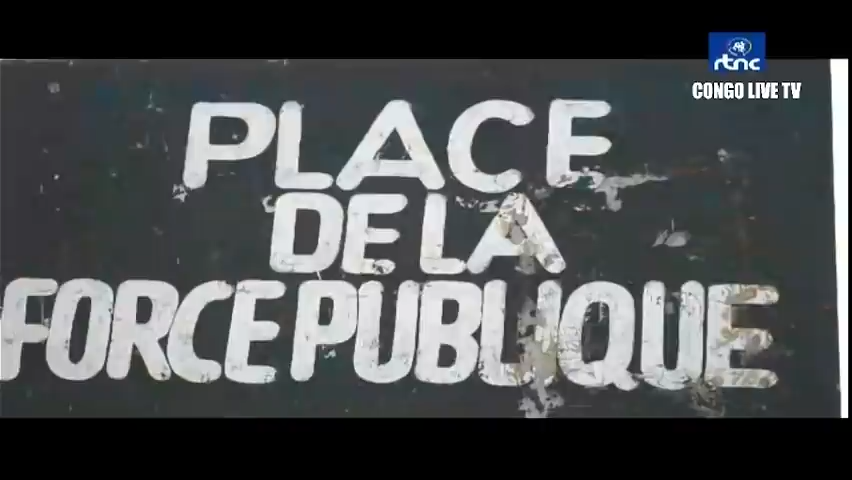 rtnc
CONGO LIVE TV
PLACE
DE LA
FORCE PUBLIQUE